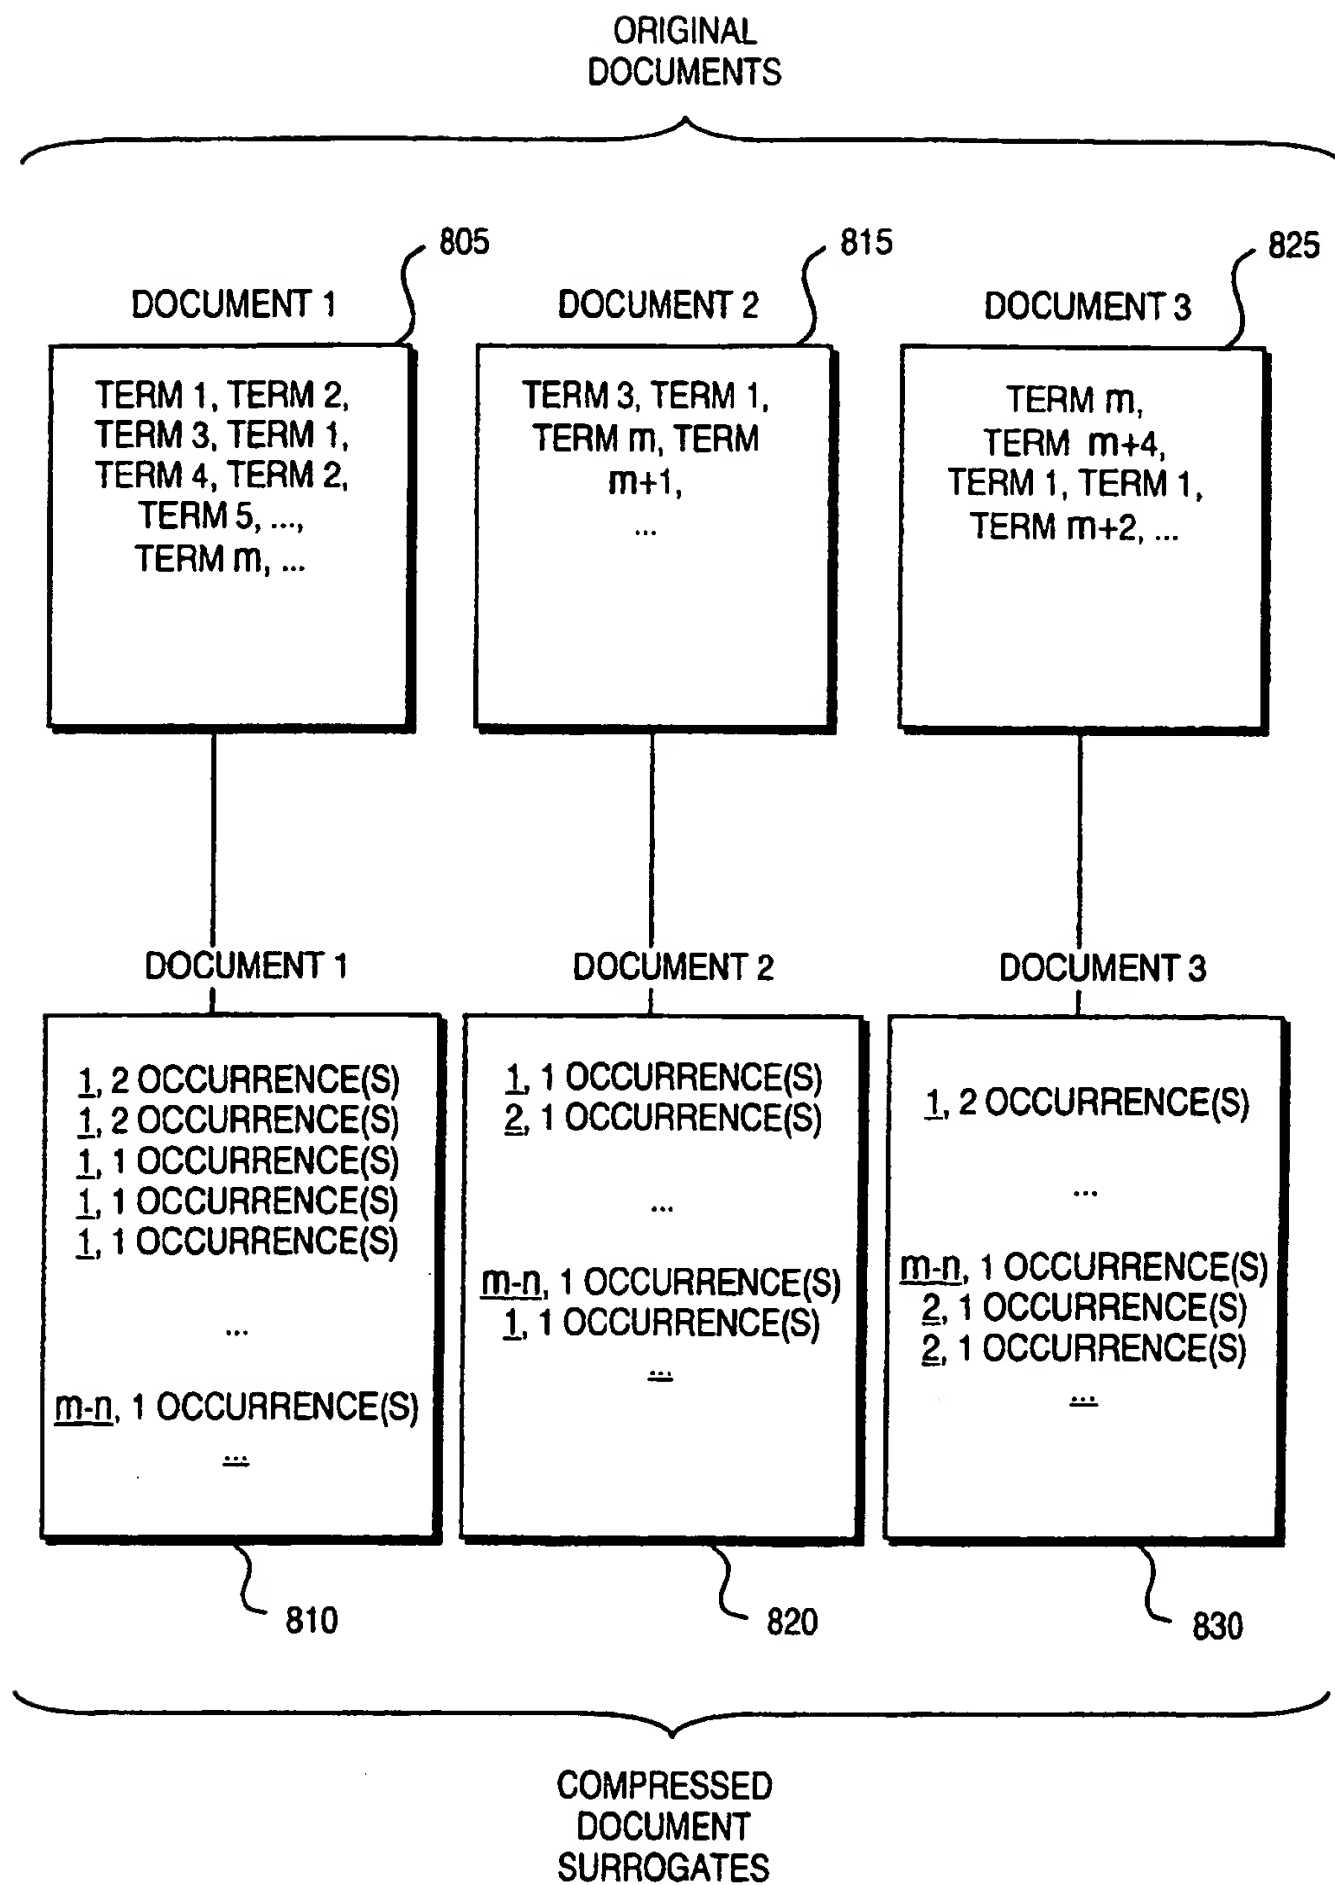 ORIGINAL
DOCUMENTS
805
815
825
DOCUMENT 1
DOCUMENT 2
DOCUMENT 3
TERM 1, TERM 2,
TERM 3, TERM 1,
TERM 4, TERM 2,
TERM 5, ...,
TERM m, ...
TERM 3, TERM 1,
TERM m, TERM
m+1,
...
TERM m,
TERM m+4,
TERM 1, TERM 1,
TERM m+2, ...
DOCUMENT 1
DOCUMENT 2
DOCUMENT 3
1, 2 OCCURRENCE(S)
1, 2 OCCURRENCE(S)
1, 1 OCCURRENCE(S)
1, 1 OCCURRENCE(S)
1, 1 OCCURRENCE(S)
...
m-n, 1 OCCURRENCE(S)
...
1, 1 OCCURRENCE(S)
2, 1 OCCURRENCE(S)
...
m-n, 1 OCCURRENCE(S)
1, 1 OCCURRENCE(S)
...
1, 2 OCCURRENCE(S)
...
m-n, 1 OCCURRENCE(S)
2, 1 OCCURRENCE(S)
2, 1 OCCURRENCE(S)
...
810
820
830
COMPRESSED
DOCUMENT
SURROGATES